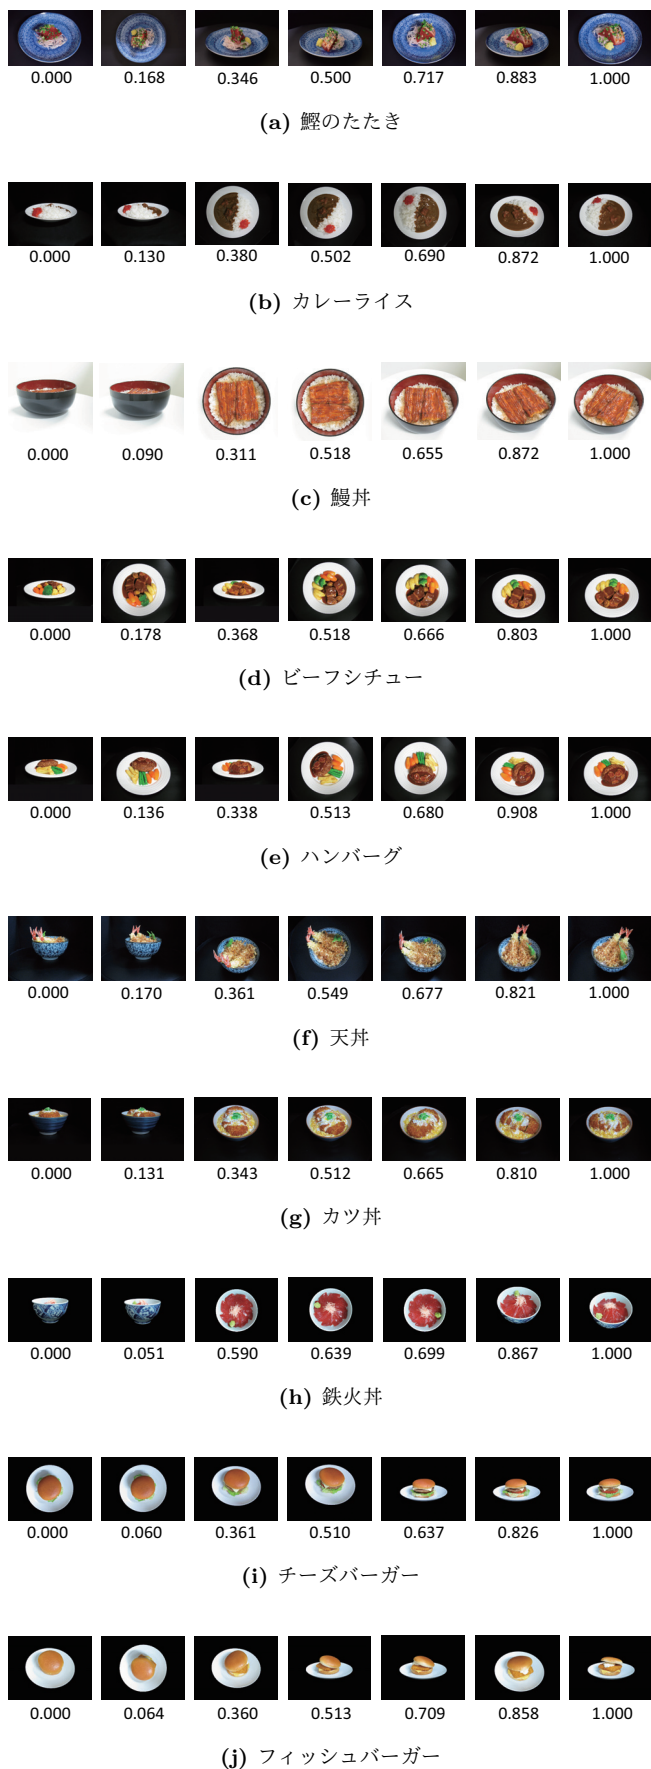 0.000 0.168 0.346 0.500 0.717 0.883 1.000
(a) 鰹のたたき
0.000 0.130 0.380 0.502 0.690 0.872 1.000
(b) カレーライス
0.000 0.090 0.311 0.518 0.655 0.872 1.000
(c) 鰻丼
0.000 0.178 0.368 0.518 0.666 0.803 1.000
(d) ビーフシチュー
0.000 0.136 0.338 0.513 0.680 0.908 1.000
(e) ハンバーグ
0.000 0.170 0.361 0.549 0.677 0.821 1.000
(f) 天丼
0.000 0.131 0.343 0.512 0.665 0.810 1.000
(g) カツ丼
0.000 0.051 0.590 0.639 0.699 0.867 1.000
(h) 鉄火丼
0.000 0.060 0.361 0.510 0.637 0.826 1.000
(i) チーズバーガー
0.000 0.064 0.360 0.513 0.709 0.858 1.000
(j) フィッシュバーガー